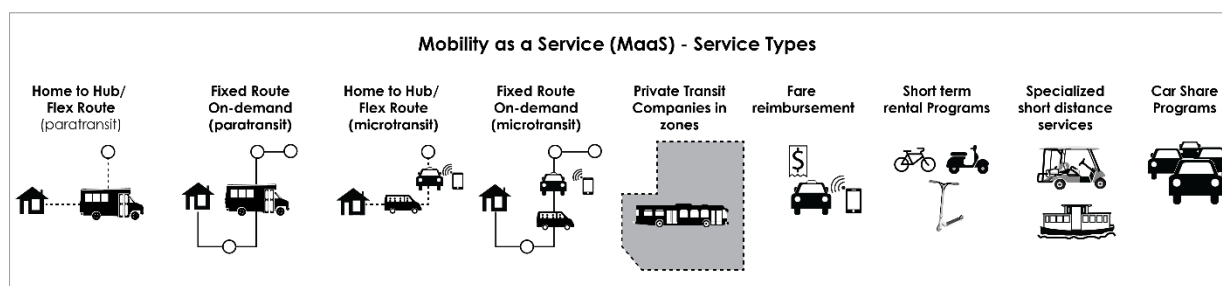 Mobility as a Service (MaaS) - Service Types
Home to Hub/
Flex Route
(paratransit)
Fixed Route
On-demand
(paratransit)
Home to Hub/
Flex Route
(microtransit)
Fixed Route
On-demand
(microtransit)
Private Transit
Companies in
zones
Fare
reimbursement
Short term
rental Programs
Specialized
short distance
services
Car Share
Programs
$